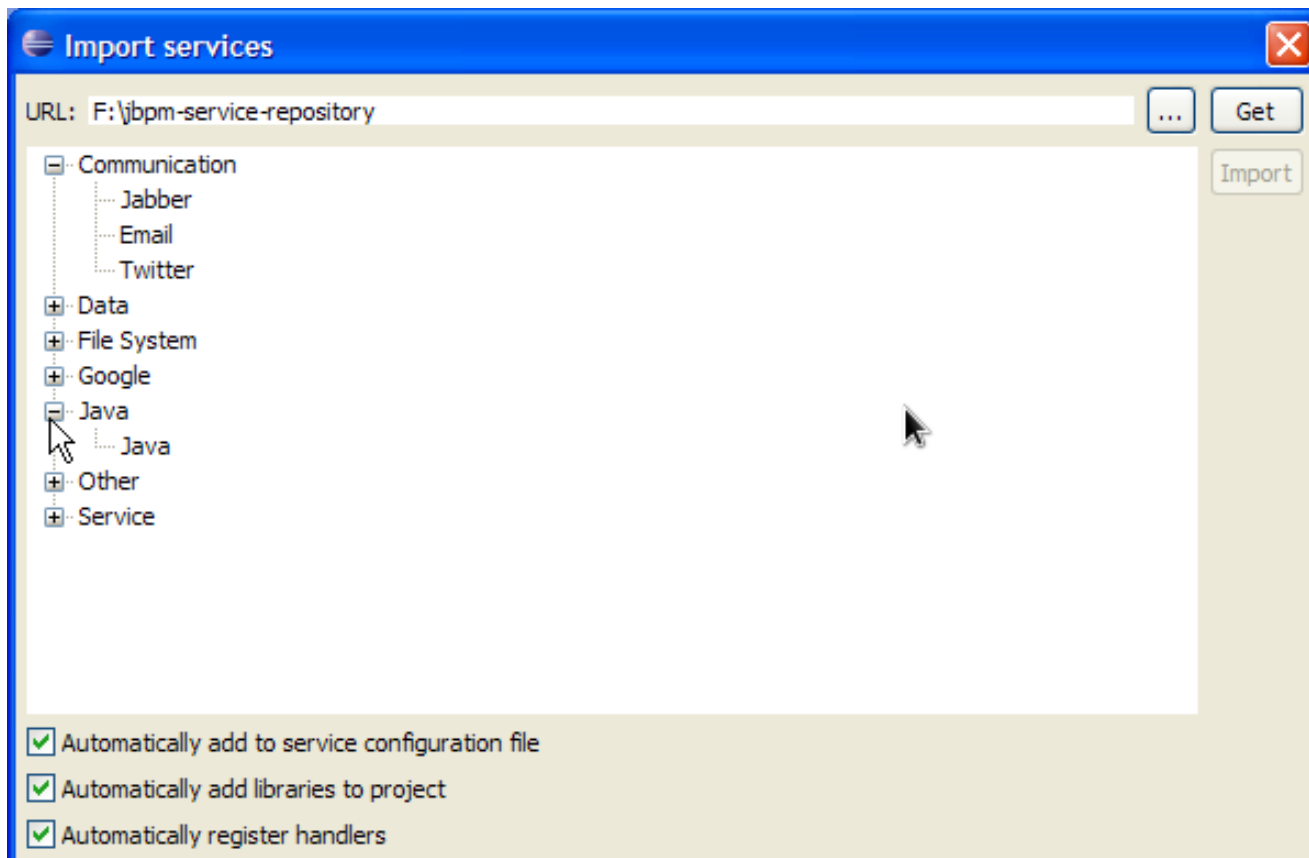 Import services
URL: F:\jbpm-service-repository ... Get
Import
Communication
Jabber
Email
Twitter
Data
File System
Google
Java
Java
Other
Service
Automatically add to service configuration file
Automatically add libraries to project
Automatically register handlers